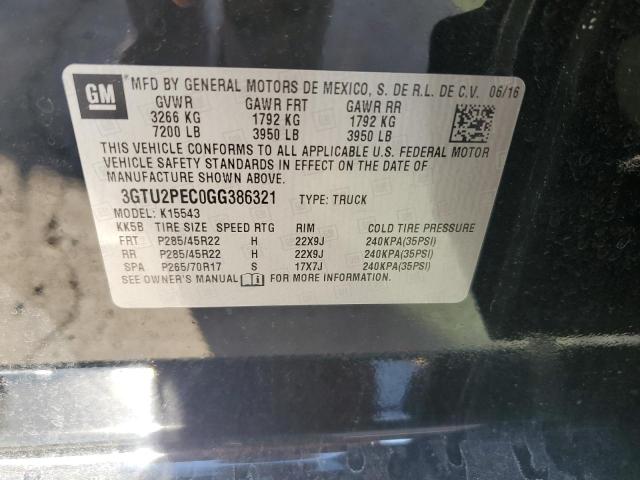 GM
MFD BY GENERAL MOTORS DE MEXICO, S. DE R.L. DE C.V. 06/16
GVWR GAWR FRT GAWR RR
3266 KG 1792 KG 1792 KG
7200 LB 3950 LB 3950 LB
THIS VEHICLE CONFORMS TO ALL APPLICABLE U.S. FEDERAL MOTOR
VEHICLE SAFETY STANDARDS IN EFFECT ON THE DATE OF
MANUFACTURE SHOWN ABOVE.
3GTU2PEC0GG386321 TYPE: TRUCK
MODEL: K15543
KK5B TIRE SIZE SPEED RTG RIM COLD TIRE PRESSURE
FRT P285/45R22 H 22X9J 240KPA(35PSI)
RR P285/45R22 H 22X9J 240KPA(35PSI)
SPA P265/70R17 S 17X7J 240KPA(35PSI)
SEE OWNER'S MANUAL FOR MORE INFORMATION.